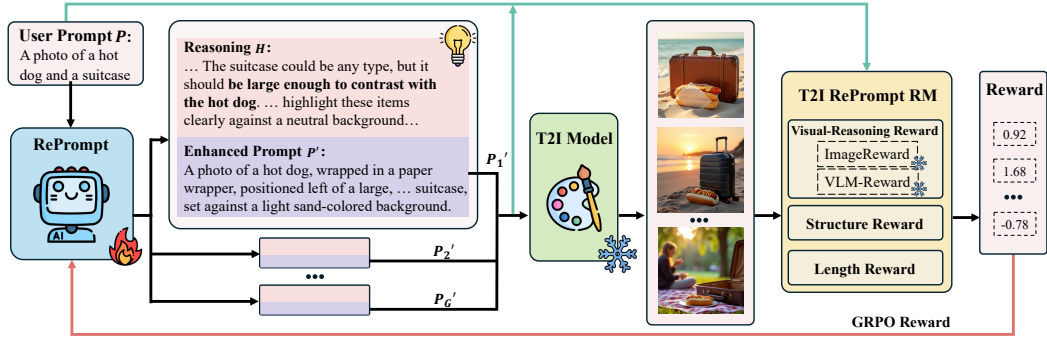 User Prompt P:
A photo of a hot
dog and a suitcase
RePrompt
AI
Reasoning H:
… The suitcase could be any type, but it
should be large enough to contrast with
the hot dog. … highlight these items
clearly against a neutral background…
Enhanced Prompt P′:
A photo of a hot dog, wrapped in a paper
wrapper, positioned left of a large, … suitcase,
set against a light sand-colored background.
P₁′
P₂′
P_G′
T2I Model
T2I RePrompt RM
Visual-Reasoning Reward
ImageReward
VLM-Reward
Structure Reward
Length Reward
Reward
0.92
1.68
-0.78
GRPO Reward